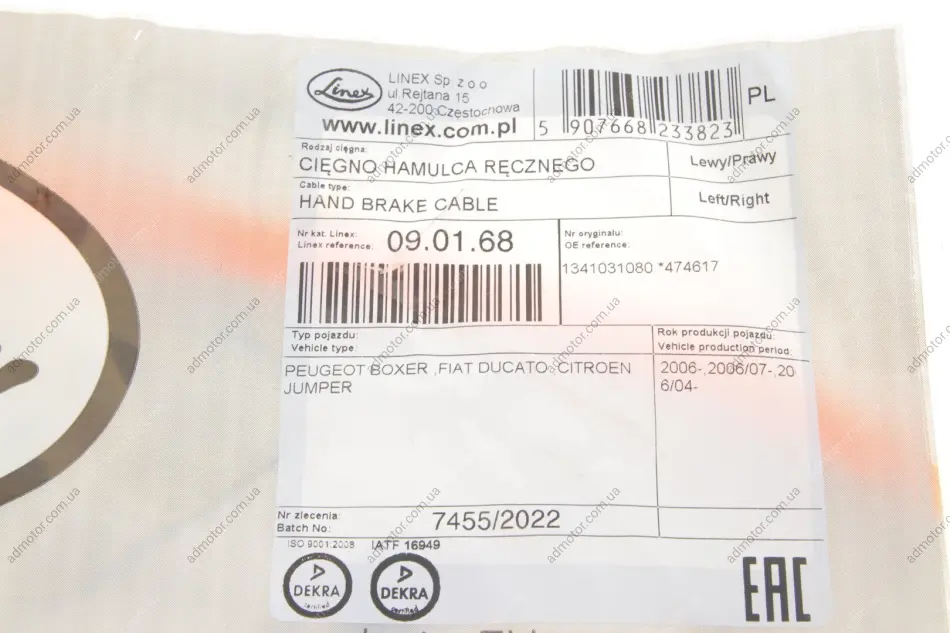 Linex
LINEX Sp. z o.o
ul.Rejtana 15
42-200 Częstochowa
www.linex.com.pl
5 907668 233823
PL
Rodzaj cięgna:
CIĘGNO HAMULCA RĘCZNEGO
Lewy/Prawy
Cable type:
HAND BRAKE CABLE
Left/Right
Nr kat. Linex:
Linex reference:
09.01.68
Nr oryginału:
OE reference:
1341031080 *474617
Typ pojazdu:
Vehicle type:
Rok produkcji pojazdu:
Vehicle production period:
PEUGEOT BOXER ,FIAT DUCATO, CITROEN
JUMPER
2006-,2006/07-,20
6/04-
Nr zlecenia:
Batch No.:
7455/2022
ISO 9001:2008
IATF 16949
DEKRA
certified
DEKRA
certified
EAC
admotor.com.ua